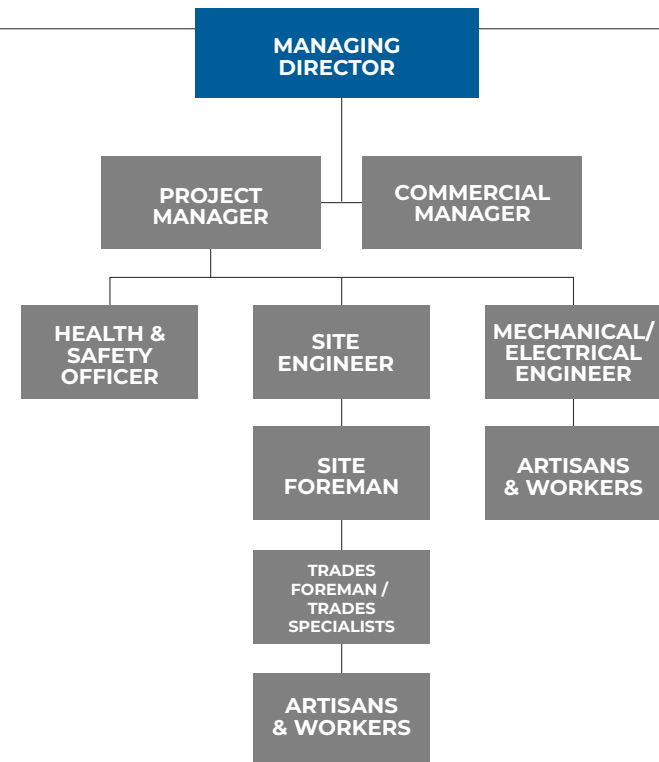 MANAGING
DIRECTOR
PROJECT
MANAGER
COMMERCIAL
MANAGER
HEALTH &
SAFETY
OFFICER
SITE
ENGINEER
MECHANICAL/
ELECTRICAL
ENGINEER
SITE
FOREMAN
ARTISANS
& WORKERS
TRADES
FOREMAN /
TRADES
SPECIALISTS
ARTISANS
& WORKERS